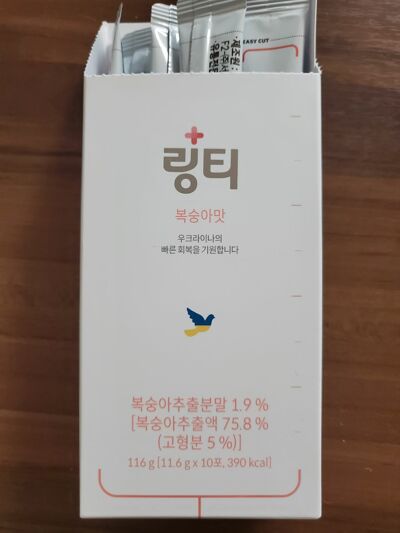 EASY CUT
링티
복숭아맛
우크라이나의
빠른 회복을 기원합니다
복숭아추출분말 1.9 %
[복숭아추출액 75.8 %
(고형분 5 %)]
116 g [11.6 g x 10포, 390 kcal]